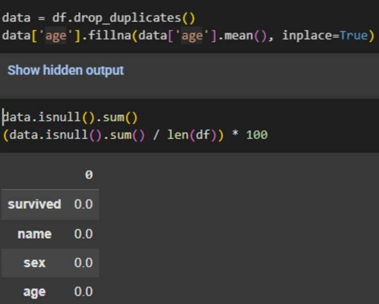 data = df.drop_duplicates()
data['age'].fillna(data['age'].mean(), inplace=True)
Show hidden output
data.isnull().sum()
(data.isnull().sum() / len(df)) * 100
0
survived 0.0
name 0.0
sex 0.0
age 0.0